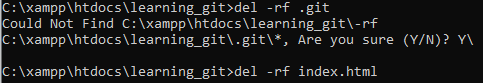 C:\xampp\htdocs\learning_git>del -rf .git
Could Not Find C:\xampp\htdocs\learning_git\-rf
C:\xampp\htdocs\learning_git\.git\*, Are you sure (Y/N)? Y\
C:\xampp\htdocs\learning_git>del -rf index.html